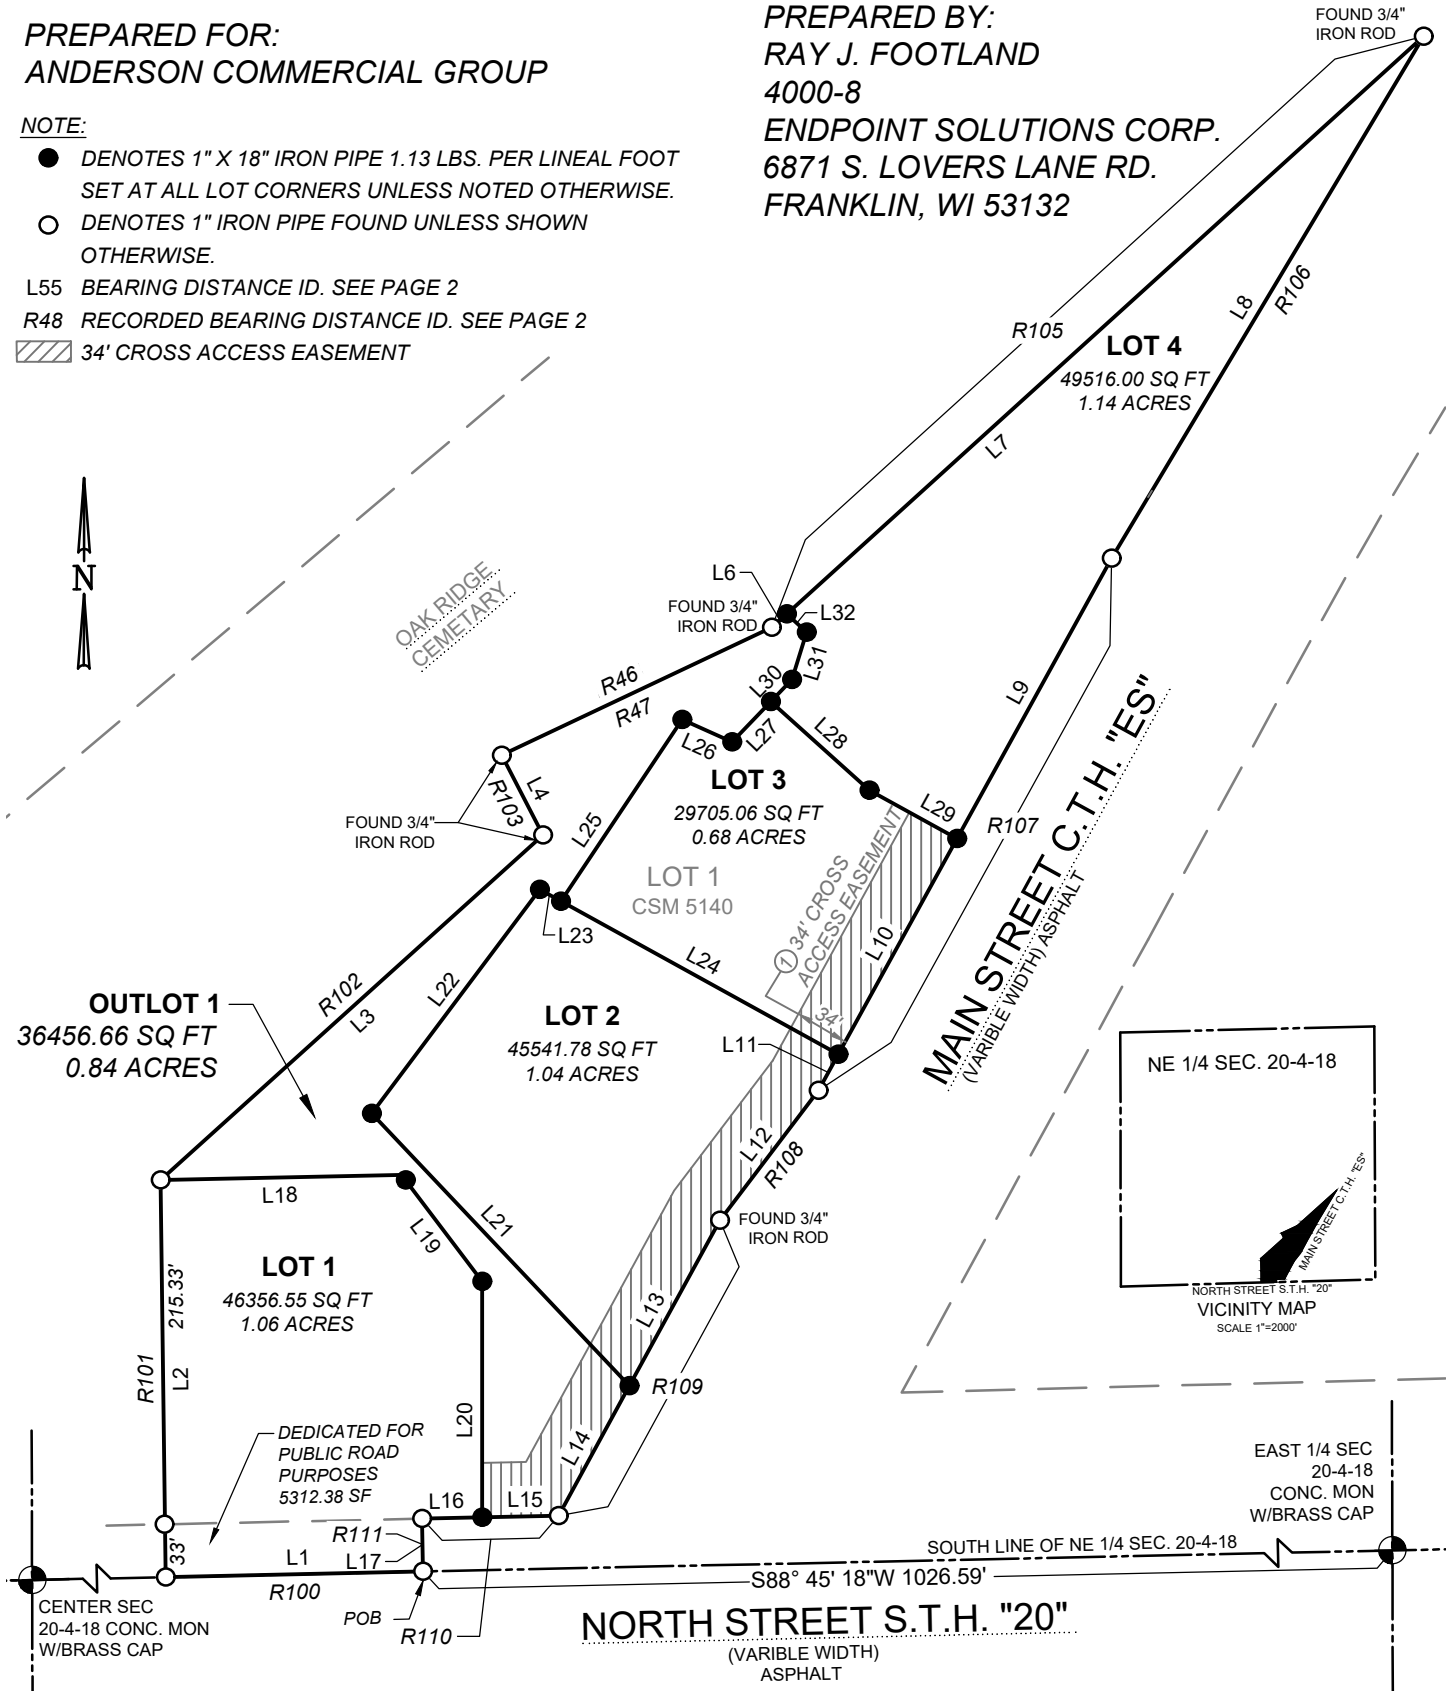 PREPARED FOR:
ANDERSON COMMERCIAL GROUP
PREPARED BY:
RAY J. FOOTLAND
4000-8
ENDPOINT SOLUTIONS CORP.
6871 S. LOVERS LANE RD.
FRANKLIN, WI 53132
FOUND 3/4"
IRON ROD
NOTE:
DENOTES 1" X 18" IRON PIPE 1.13 LBS. PER LINEAL FOOT
SET AT ALL LOT CORNERS UNLESS NOTED OTHERWISE.
DENOTES 1" IRON PIPE FOUND UNLESS SHOWN
OTHERWISE.
L55 BEARING DISTANCE ID. SEE PAGE 2
R48 RECORDED BEARING DISTANCE ID. SEE PAGE 2
34' CROSS ACCESS EASEMENT
R105
L8
R106
LOT 4
49516.00 SQ FT
1.14 ACRES
L7
N
OAK RIDGE
CEMETARY
L6
FOUND 3/4"
IRON ROD
L32
L31
L30
R46
R47
L26
L27
L28
L9
MAIN STREET C.T.H. "ES"
(VARIBLE WIDTH) ASPHALT
L4
R103
FOUND 3/4"
IRON ROD
L25
LOT 3
29705.06 SQ FT
0.68 ACRES
L29
R107
LOT 1
CSM 5140
1
34' CROSS
ACCESS EASEMENT
L10
L23
L24
34'
L22
R102
L3
OUTLOT 1
36456.66 SQ FT
0.84 ACRES
LOT 2
45541.78 SQ FT
1.04 ACRES
L11
L12
R108
NE 1/4 SEC. 20-4-18
MAIN STREET C.T.H. "ES"
NORTH STREET S.T.H. "20"
VICINITY MAP
SCALE 1"=2000'
L18
L19
L21
FOUND 3/4"
IRON ROD
LOT 1
46356.55 SQ FT
1.06 ACRES
215.33'
R101
L2
L13
R109
L20
L14
DEDICATED FOR
PUBLIC ROAD
PURPOSES
5312.38 SF
L16
L15
R111
L17
33'
L1
R100
EAST 1/4 SEC
20-4-18
CONC. MON
W/BRASS CAP
SOUTH LINE OF NE 1/4 SEC. 20-4-18
S88° 45' 18"W 1026.59'
CENTER SEC
20-4-18 CONC. MON
W/BRASS CAP
POB
R110
NORTH STREET S.T.H. "20"
(VARIBLE WIDTH)
ASPHALT